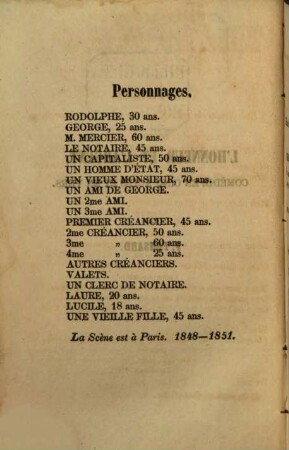 Personnages.
RODOLPHE, 30 ans.
GEORGE, 25 ans.
M. MERCIER, 60 ans.
LE NOTAIRE, 45 ans.
UN CAPITALISTE, 50 ans.
UN HOMME D'ÉTAT, 45 ans.
UN VIEUX MONSIEUR, 70 ans.
UN AMI DE GEORGE.
UN 2me AMI.
UN 3me AMI.
PREMIER CRÉANCIER, 45 ans.
2me CRÉANCIER, 50 ans.
3me „ 60 ans.
4me „ 25 ans.
AUTRES CRÉANCIERS.
VALETS.
UN CLERC DE NOTAIRE.
LAURE, 20 ans.
LUCILE, 18 ans.
UNE VIEILLE FILLE, 45 ans.
La Scène est à Paris. 1848—1851.